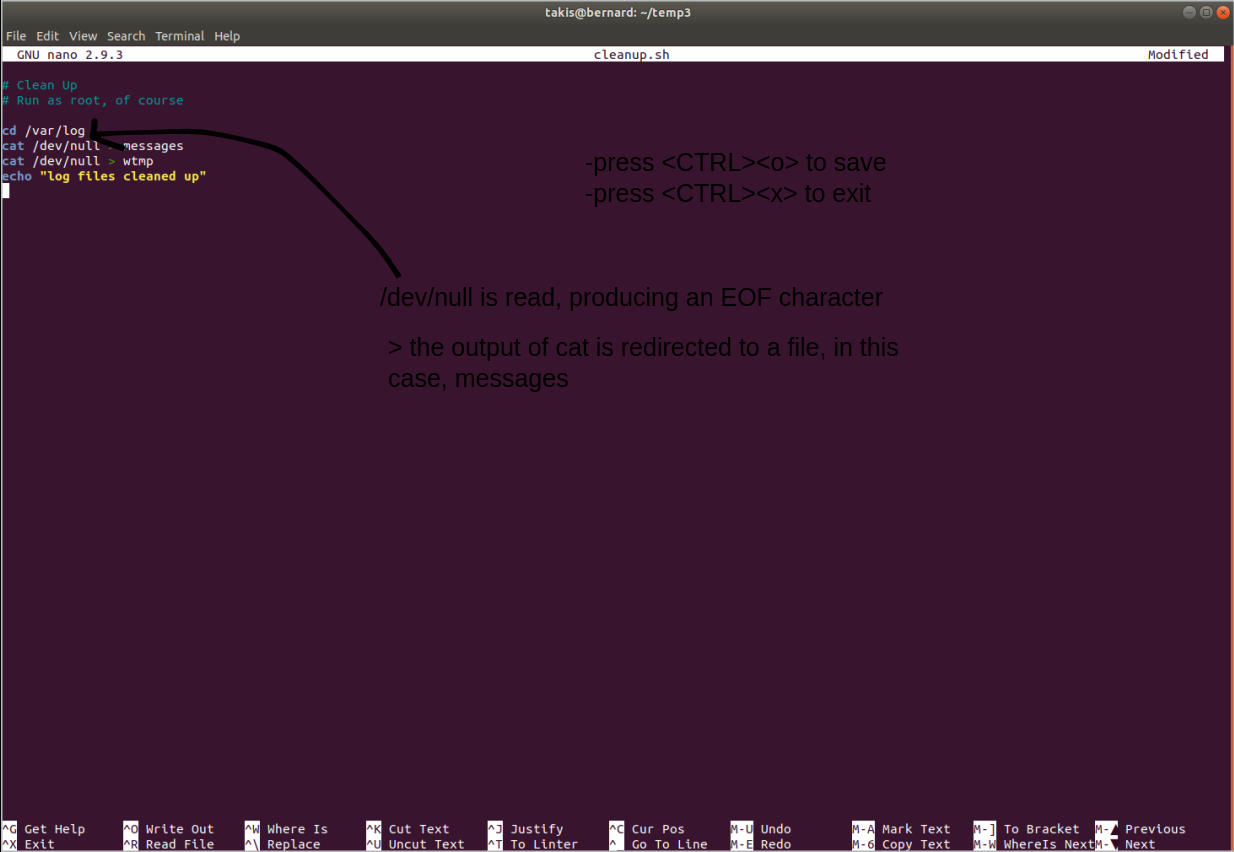 takis@bernard: ~/temp3
File Edit View Search Terminal Help
GNU nano 2.9.3 cleanup.sh Modified
# Clean Up
# Run as root, of course
cd /var/log
cat /dev/null > messages
cat /dev/null > wtmp
echo "log files cleaned up"
-press <CTRL><o> to save
-press <CTRL><x> to exit
/dev/null is read, producing an EOF character
> the output of cat is redirected to a file, in this
case, messages
^G Get Help ^O Write Out ^W Where Is ^K Cut Text ^J Justify ^C Cur Pos M-U Undo M-A Mark Text M-] To Bracket M-▲ Previous
^X Exit ^R Read File ^\ Replace ^U Uncut Text ^T To Linter ^_ Go To Line M-E Redo M-6 Copy Text M-W WhereIs Next M-▼ Next